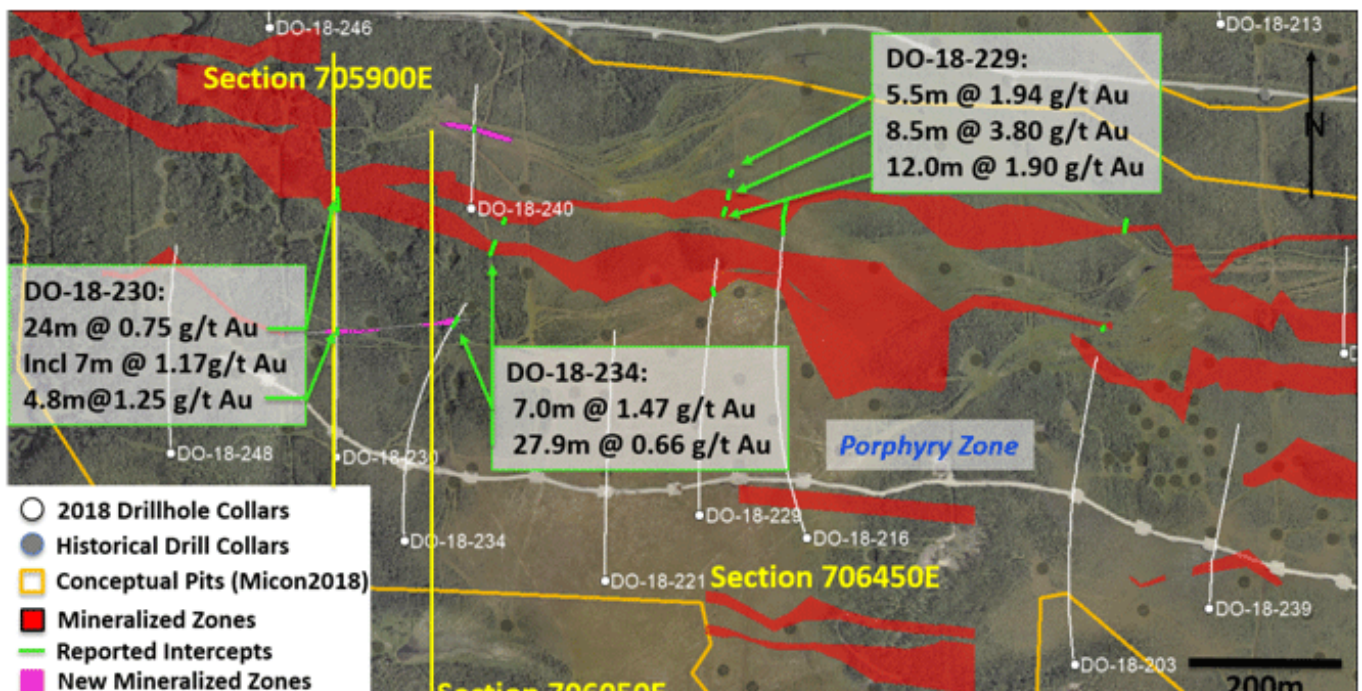 DO-18-246
DO-18-213
Section 705900E
DO-18-229:
5.5m @ 1.94 g/t Au
8.5m @ 3.80 g/t Au
12.0m @ 1.90 g/t Au
N
DO-18-240
DO-18-230:
24m @ 0.75 g/t Au
Incl 7m @ 1.17g/t Au
4.8m@1.25 g/t Au
DO-18-234:
7.0m @ 1.47 g/t Au
27.9m @ 0.66 g/t Au
Porphyry Zone
DO-18-248
DO-18-230
DO-18-229
DO-18-216
DO-18-234
DO-18-221
Section 706450E
DO-18-239
DO-18-203
2018 Drillhole Collars
Historical Drill Collars
Conceptual Pits (Micon2018)
Mineralized Zones
Reported Intercepts
New Mineralized Zones
Section 706050E
200m